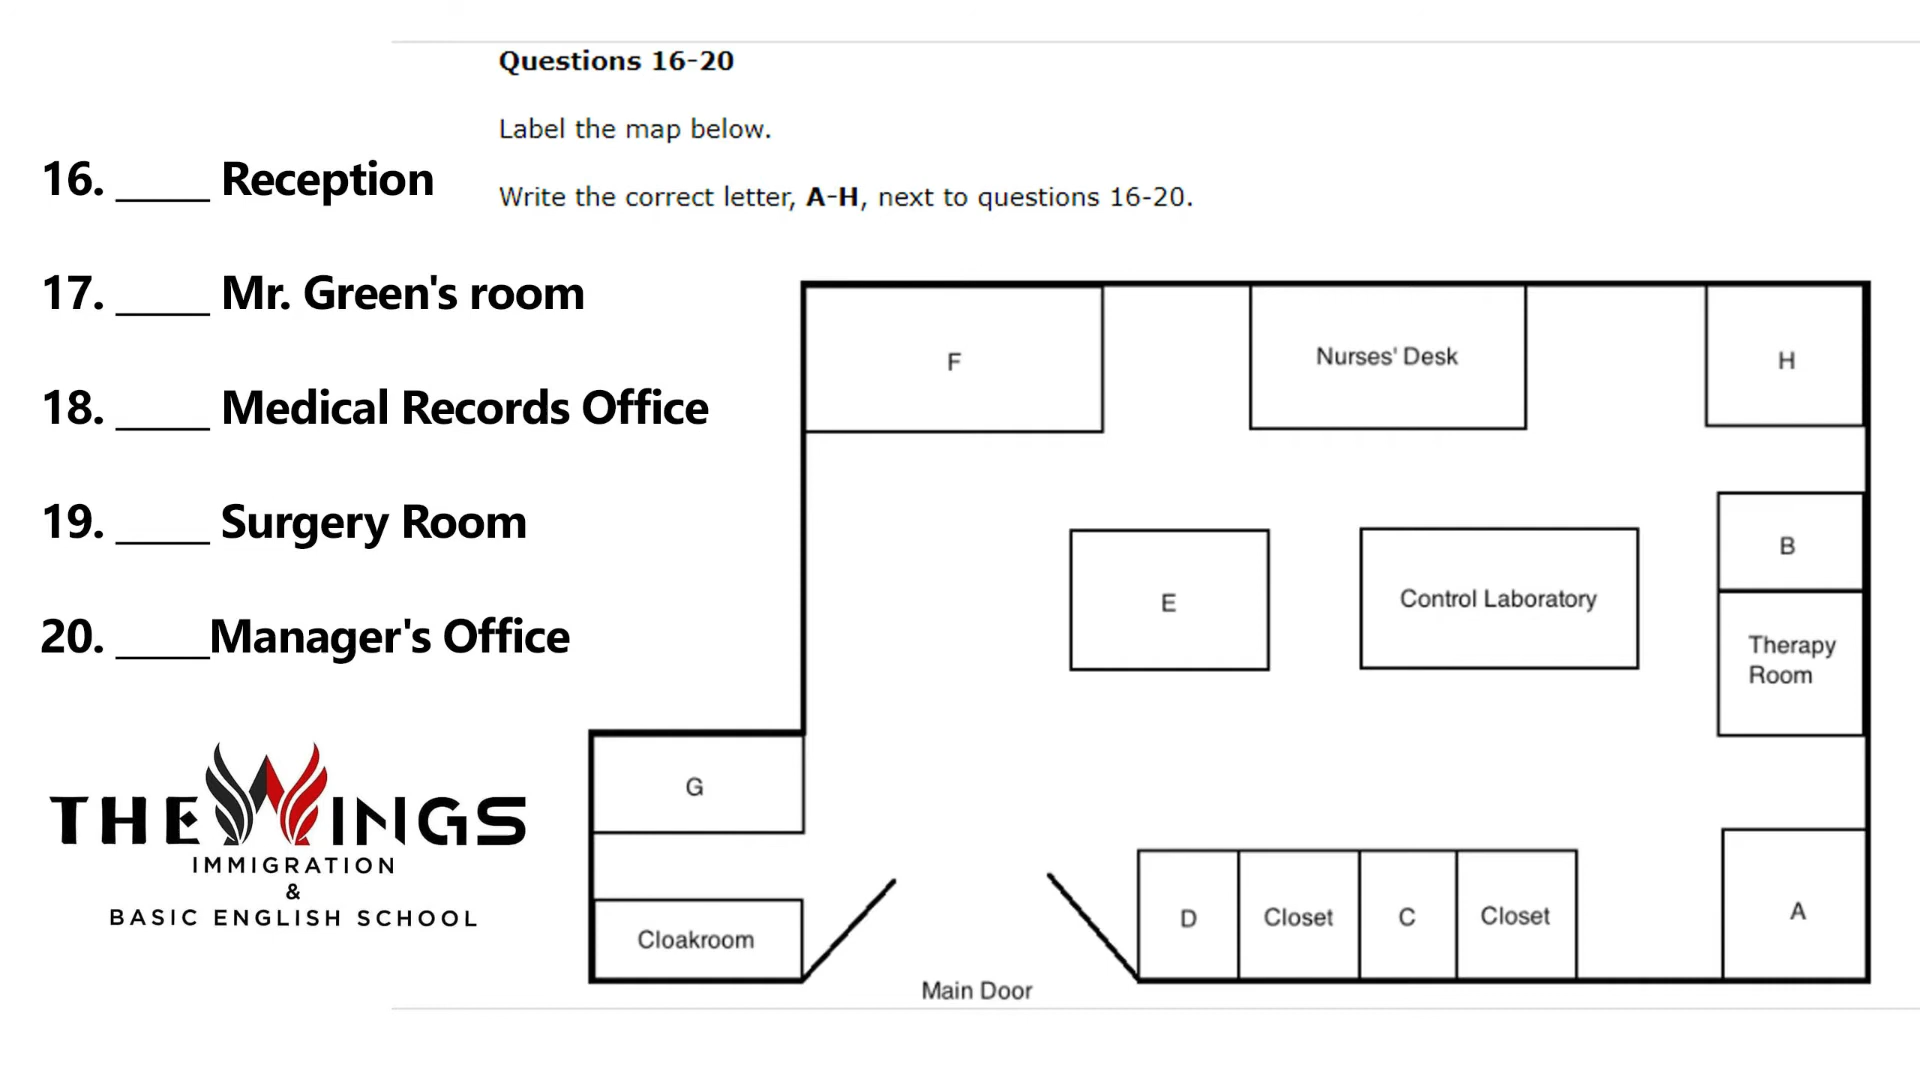 Questions 16-20
Label the map below.
Write the correct letter, A-H, next to questions 16-20.
16. _____ Reception
17. _____ Mr. Green's room
18. _____ Medical Records Office
19. _____ Surgery Room
20. _____Manager's Office
F
Nurses' Desk
H
B
E
Control Laboratory
Therapy
Room
G
D
Closet
C
Closet
A
Cloakroom
Main Door
THE WINGS
IMMIGRATION
&
BASIC ENGLISH SCHOOL